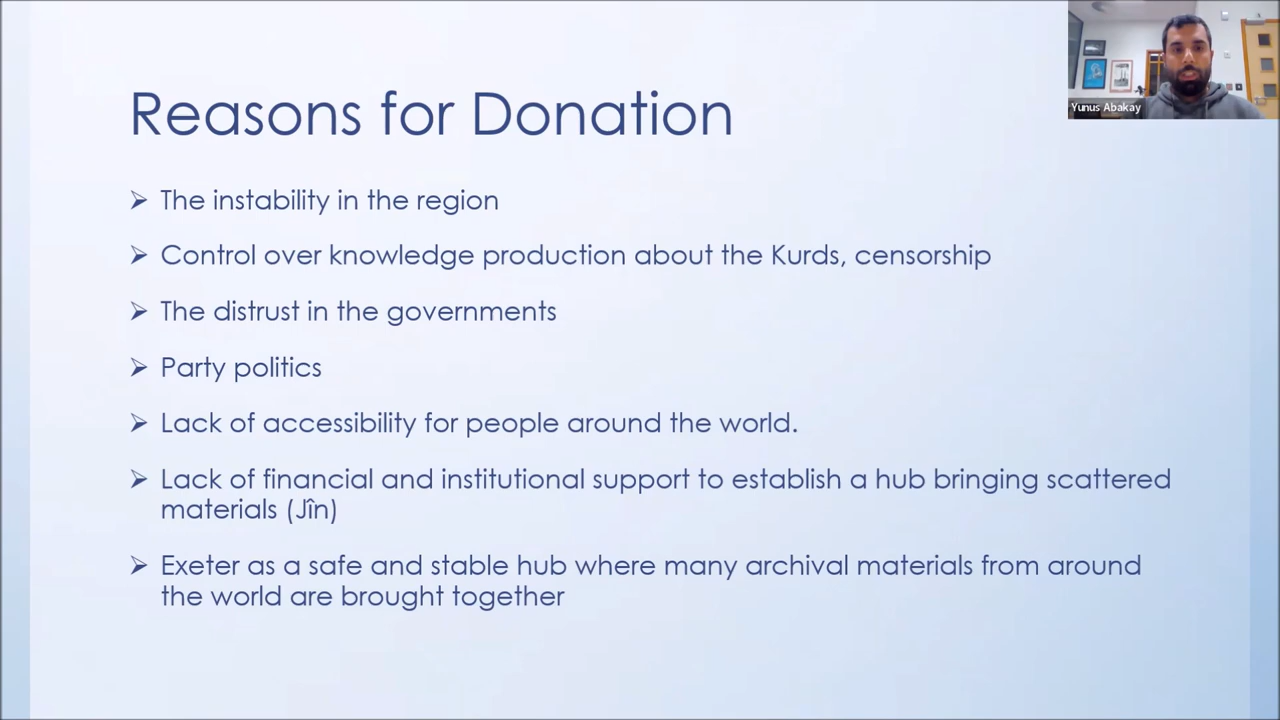 Reasons for Donation
Yunus Abakay
➢ The instability in the region
➢ Control over knowledge production about the Kurds, censorship
➢ The distrust in the governments
➢ Party politics
➢ Lack of accessibility for people around the world.
➢ Lack of financial and institutional support to establish a hub bringing scattered
materials (Jîn)
➢ Exeter as a safe and stable hub where many archival materials from around
the world are brought together